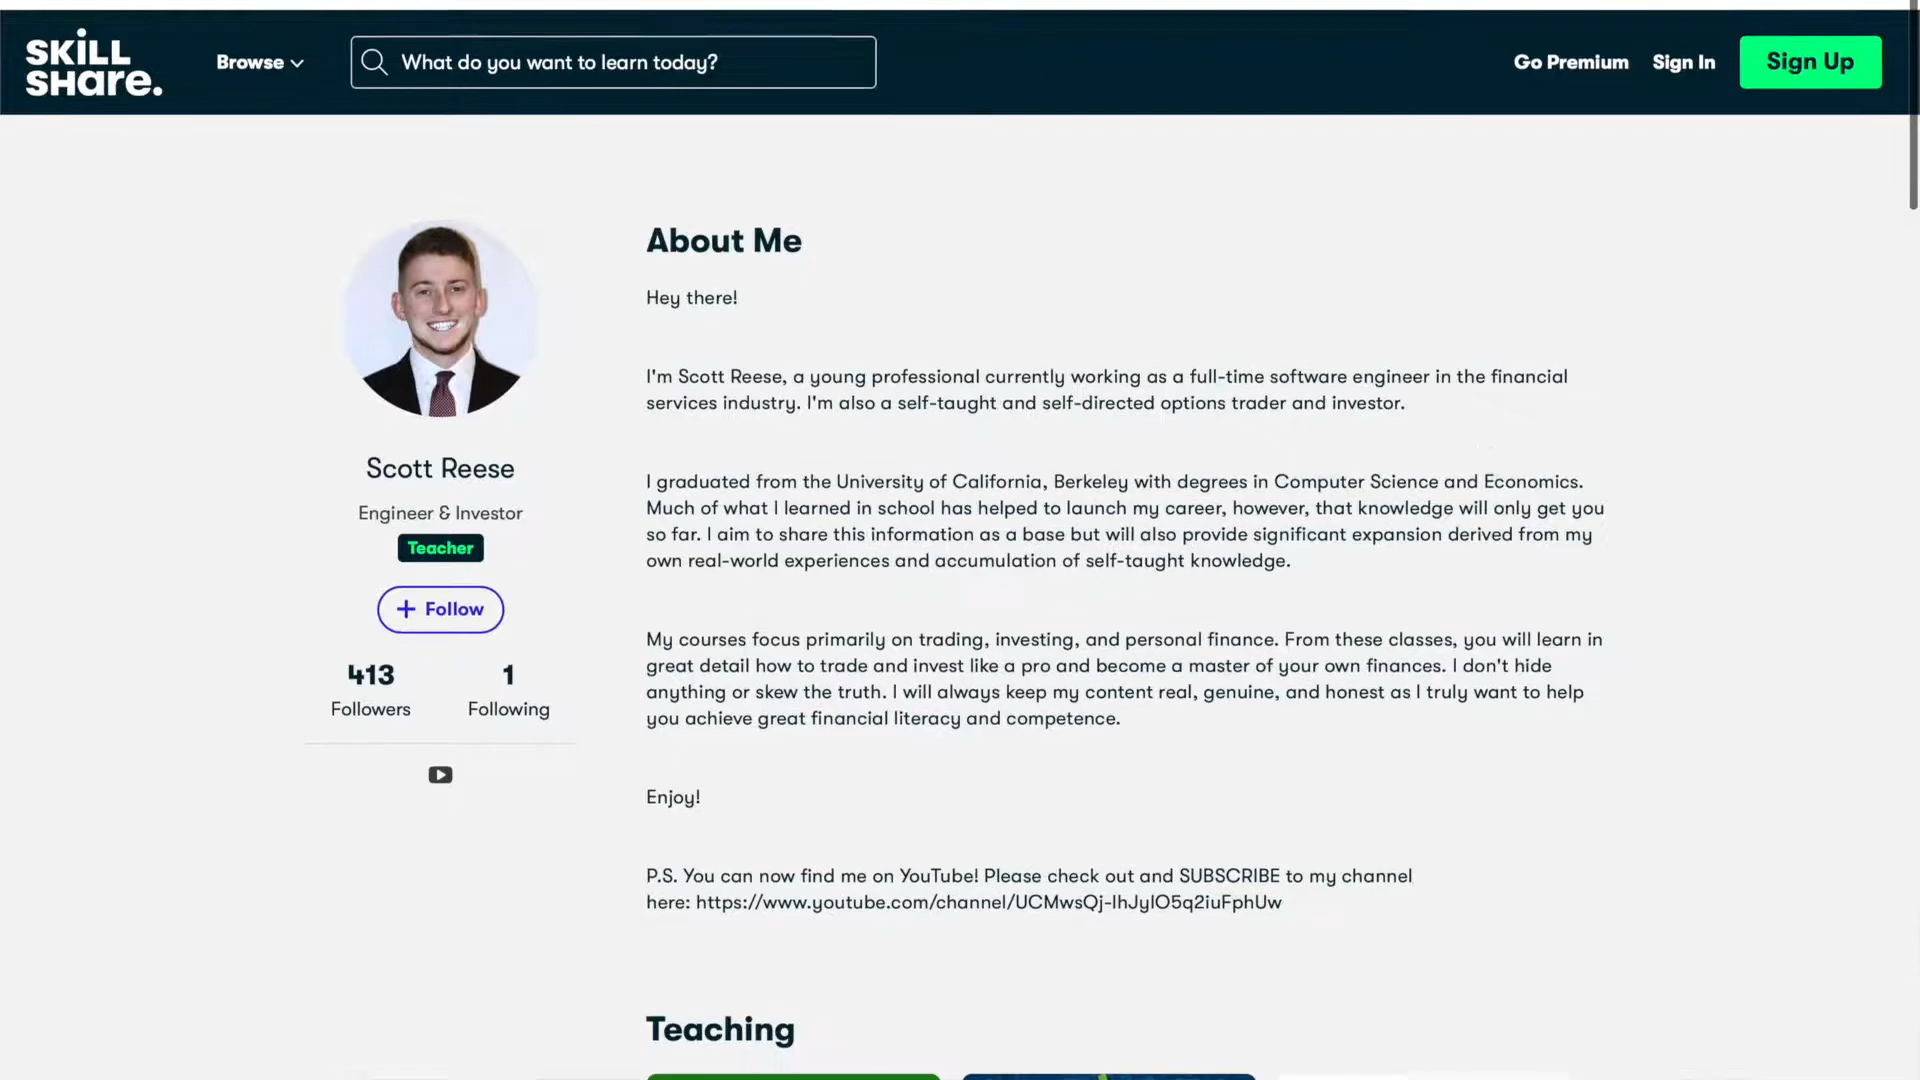 SKILL
SHare.
Browse
What do you want to learn today?
Go Premium
Sign In
Sign Up
Scott Reese
Engineer & Investor
Teacher
+ Follow
413
Followers
1
Following
About Me
Hey there!
I'm Scott Reese, a young professional currently working as a full-time software engineer in the financial
services industry. I'm also a self-taught and self-directed options trader and investor.
I graduated from the University of California, Berkeley with degrees in Computer Science and Economics.
Much of what I learned in school has helped to launch my career, however, that knowledge will only get you
so far. I aim to share this information as a base but will also provide significant expansion derived from my
own real-world experiences and accumulation of self-taught knowledge.
My courses focus primarily on trading, investing, and personal finance. From these classes, you will learn in
great detail how to trade and invest like a pro and become a master of your own finances. I don't hide
anything or skew the truth. I will always keep my content real, genuine, and honest as I truly want to help
you achieve great financial literacy and competence.
Enjoy!
P.S. You can now find me on YouTube! Please check out and SUBSCRIBE to my channel
here: https://www.youtube.com/channel/UCMwsQj-IhJyIO5q2iuFphUw
Teaching